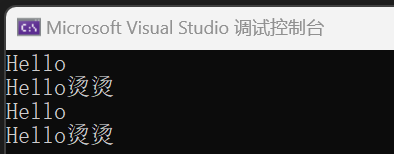 Microsoft Visual Studio 调试控制台
Hello
Hello烫烫
Hello
Hello烫烫